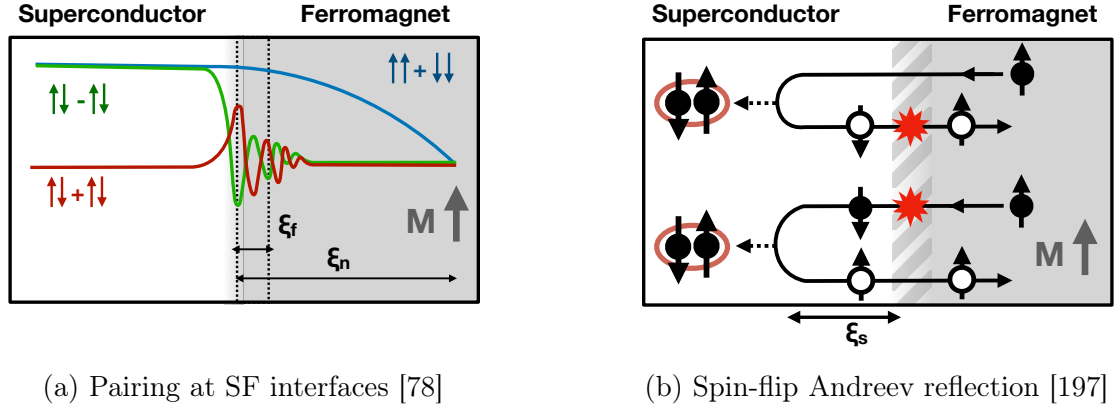 Superconductor Ferromagnet
↑↑ + ↓↓
↑↓ - ↑↓
↑↓ + ↑↓
M
ξf
ξn
(a) Pairing at SF interfaces [78]
Superconductor Ferromagnet
M
ξs
(b) Spin-flip Andreev reflection [197]